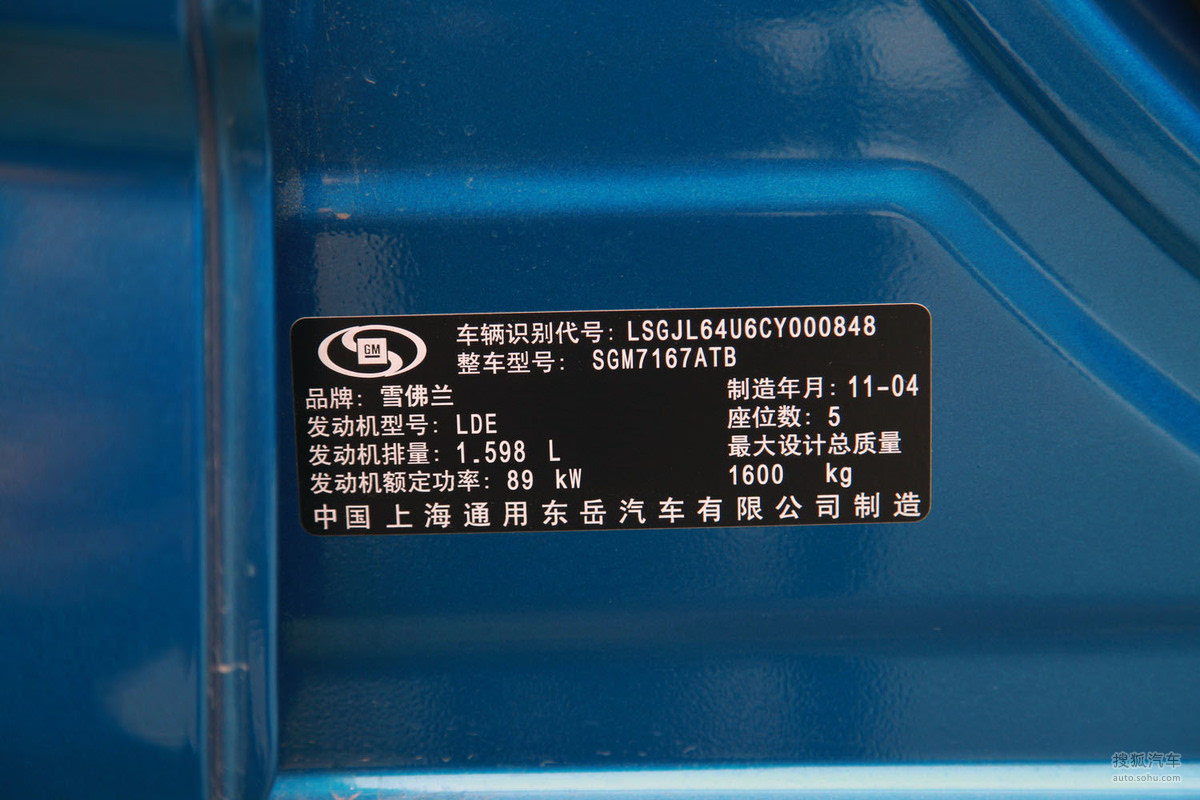 GM
车辆识别代号: LSGJL64U6CY000848
整车型号: SGM7167ATB
品牌: 雪佛兰
制造年月: 11-04
发动机型号: LDE
座位数: 5
发动机排量: 1.598 L
最大设计总质量
发动机额定功率: 89 kW
1600 kg
中国上海通用东岳汽车有限公司制造
搜狐汽车
auto.sohu.com